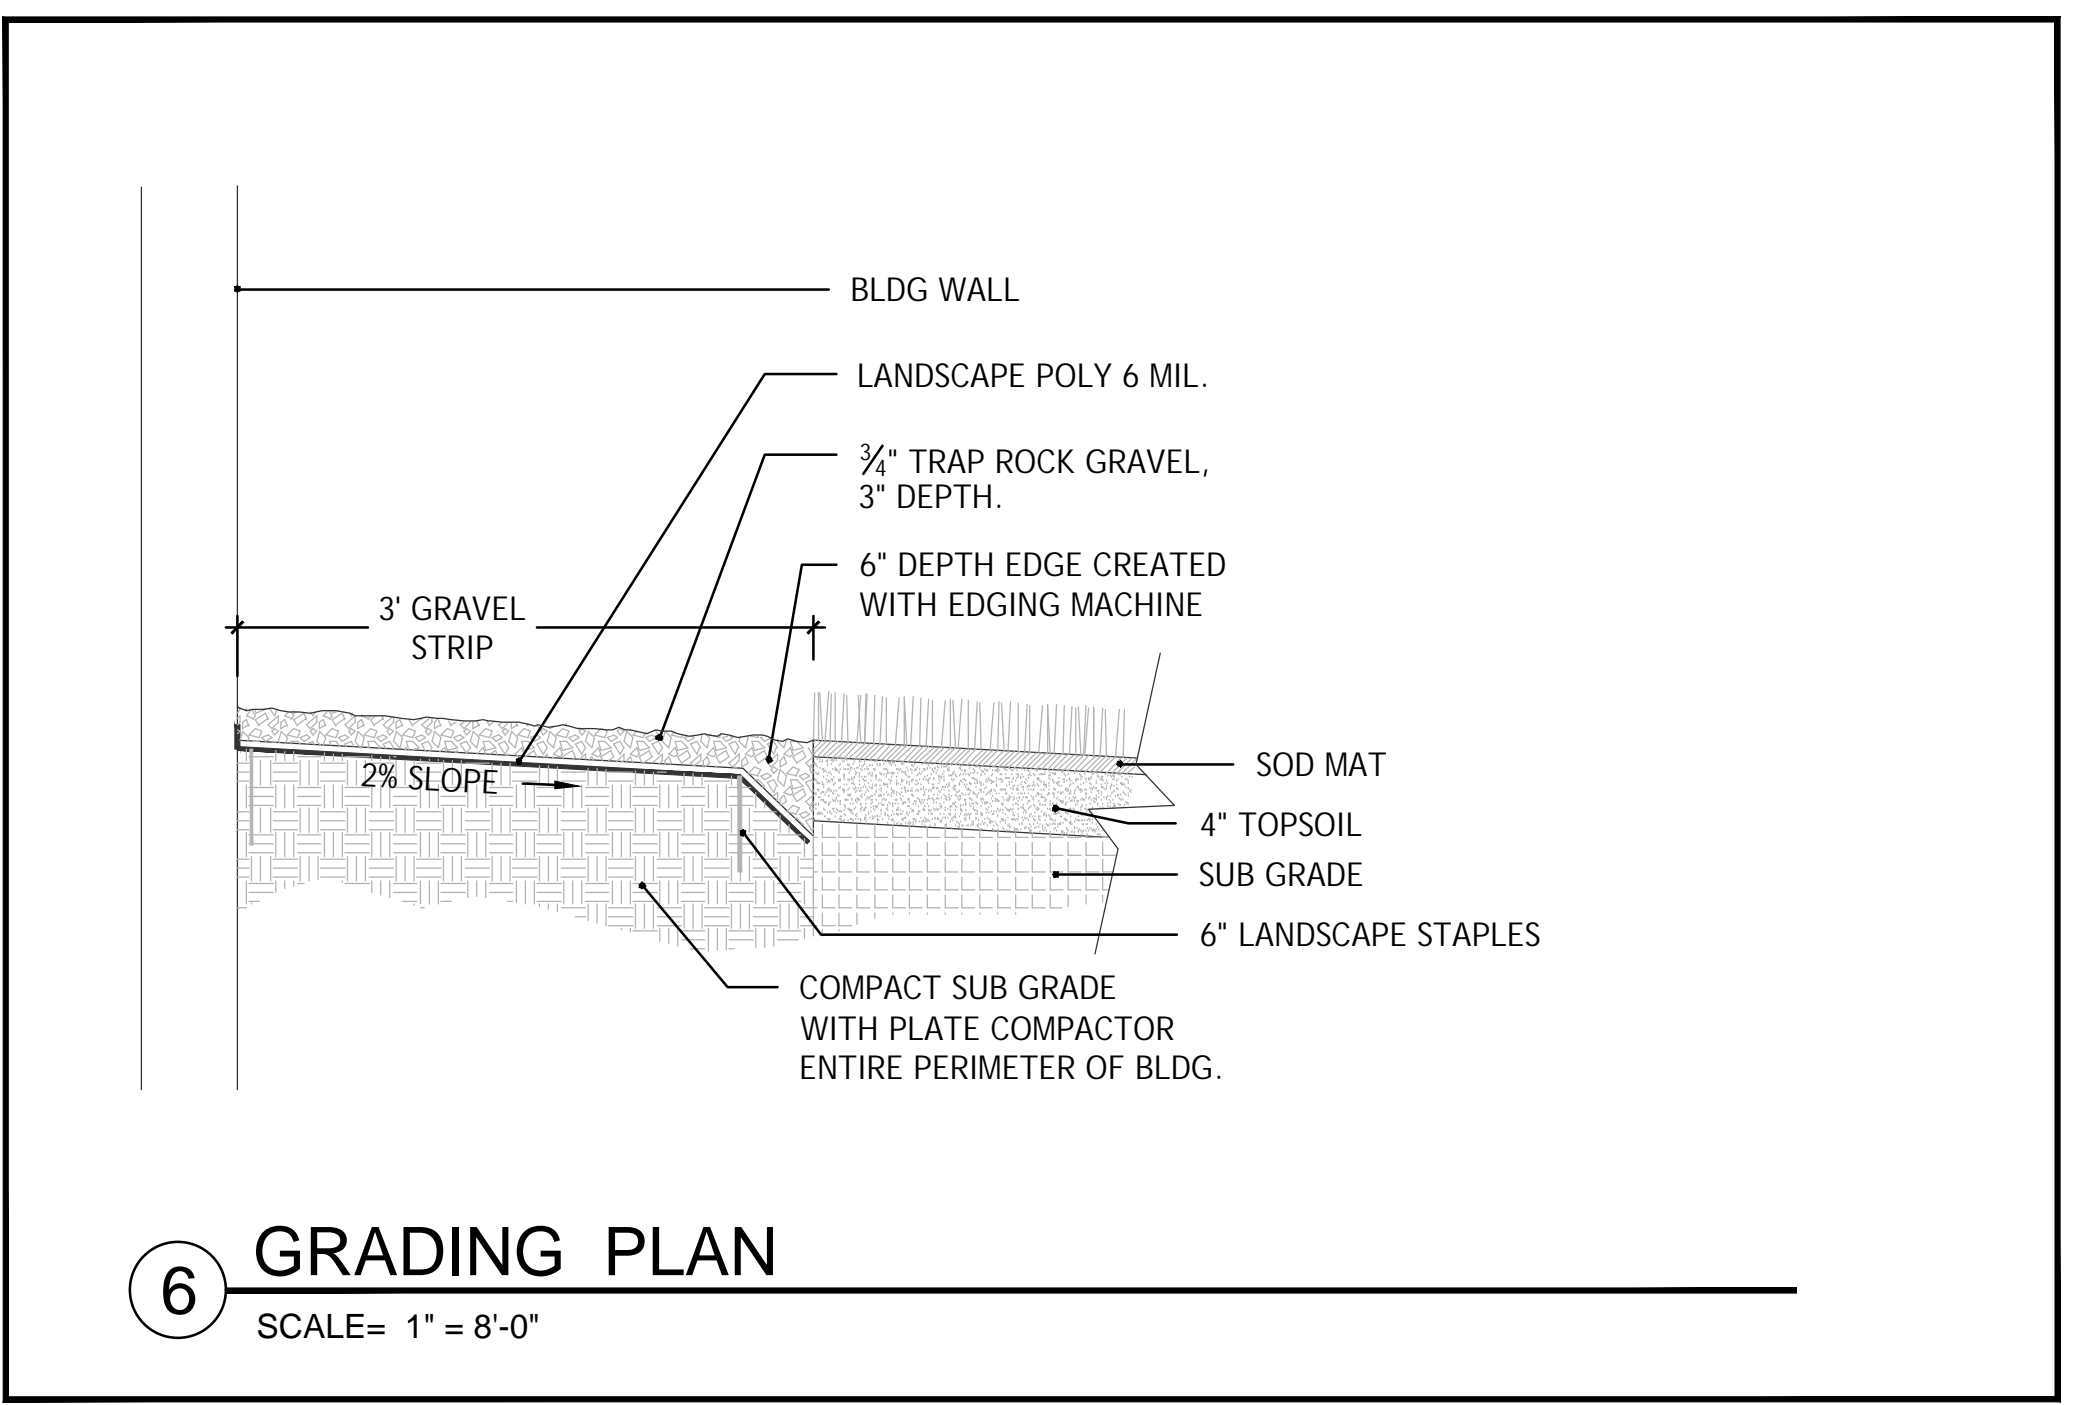 BLDG WALL
LANDSCAPE POLY 6 MIL.
¾" TRAP ROCK GRAVEL,
3" DEPTH.
6" DEPTH EDGE CREATED
WITH EDGING MACHINE
3' GRAVEL
STRIP
2% SLOPE
SOD MAT
4" TOPSOIL
SUB GRADE
6" LANDSCAPE STAPLES
COMPACT SUB GRADE
WITH PLATE COMPACTOR
ENTIRE PERIMETER OF BLDG.
6 GRADING PLAN
SCALE= 1" = 8'-0"